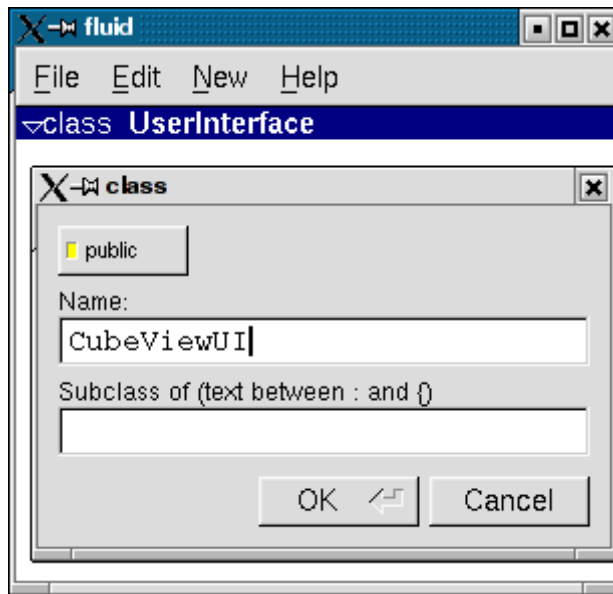 fluid
File Edit New Help
class UserInterface
class
public
Name:
CubeViewUI
Subclass of (text between : and {)
OK Cancel